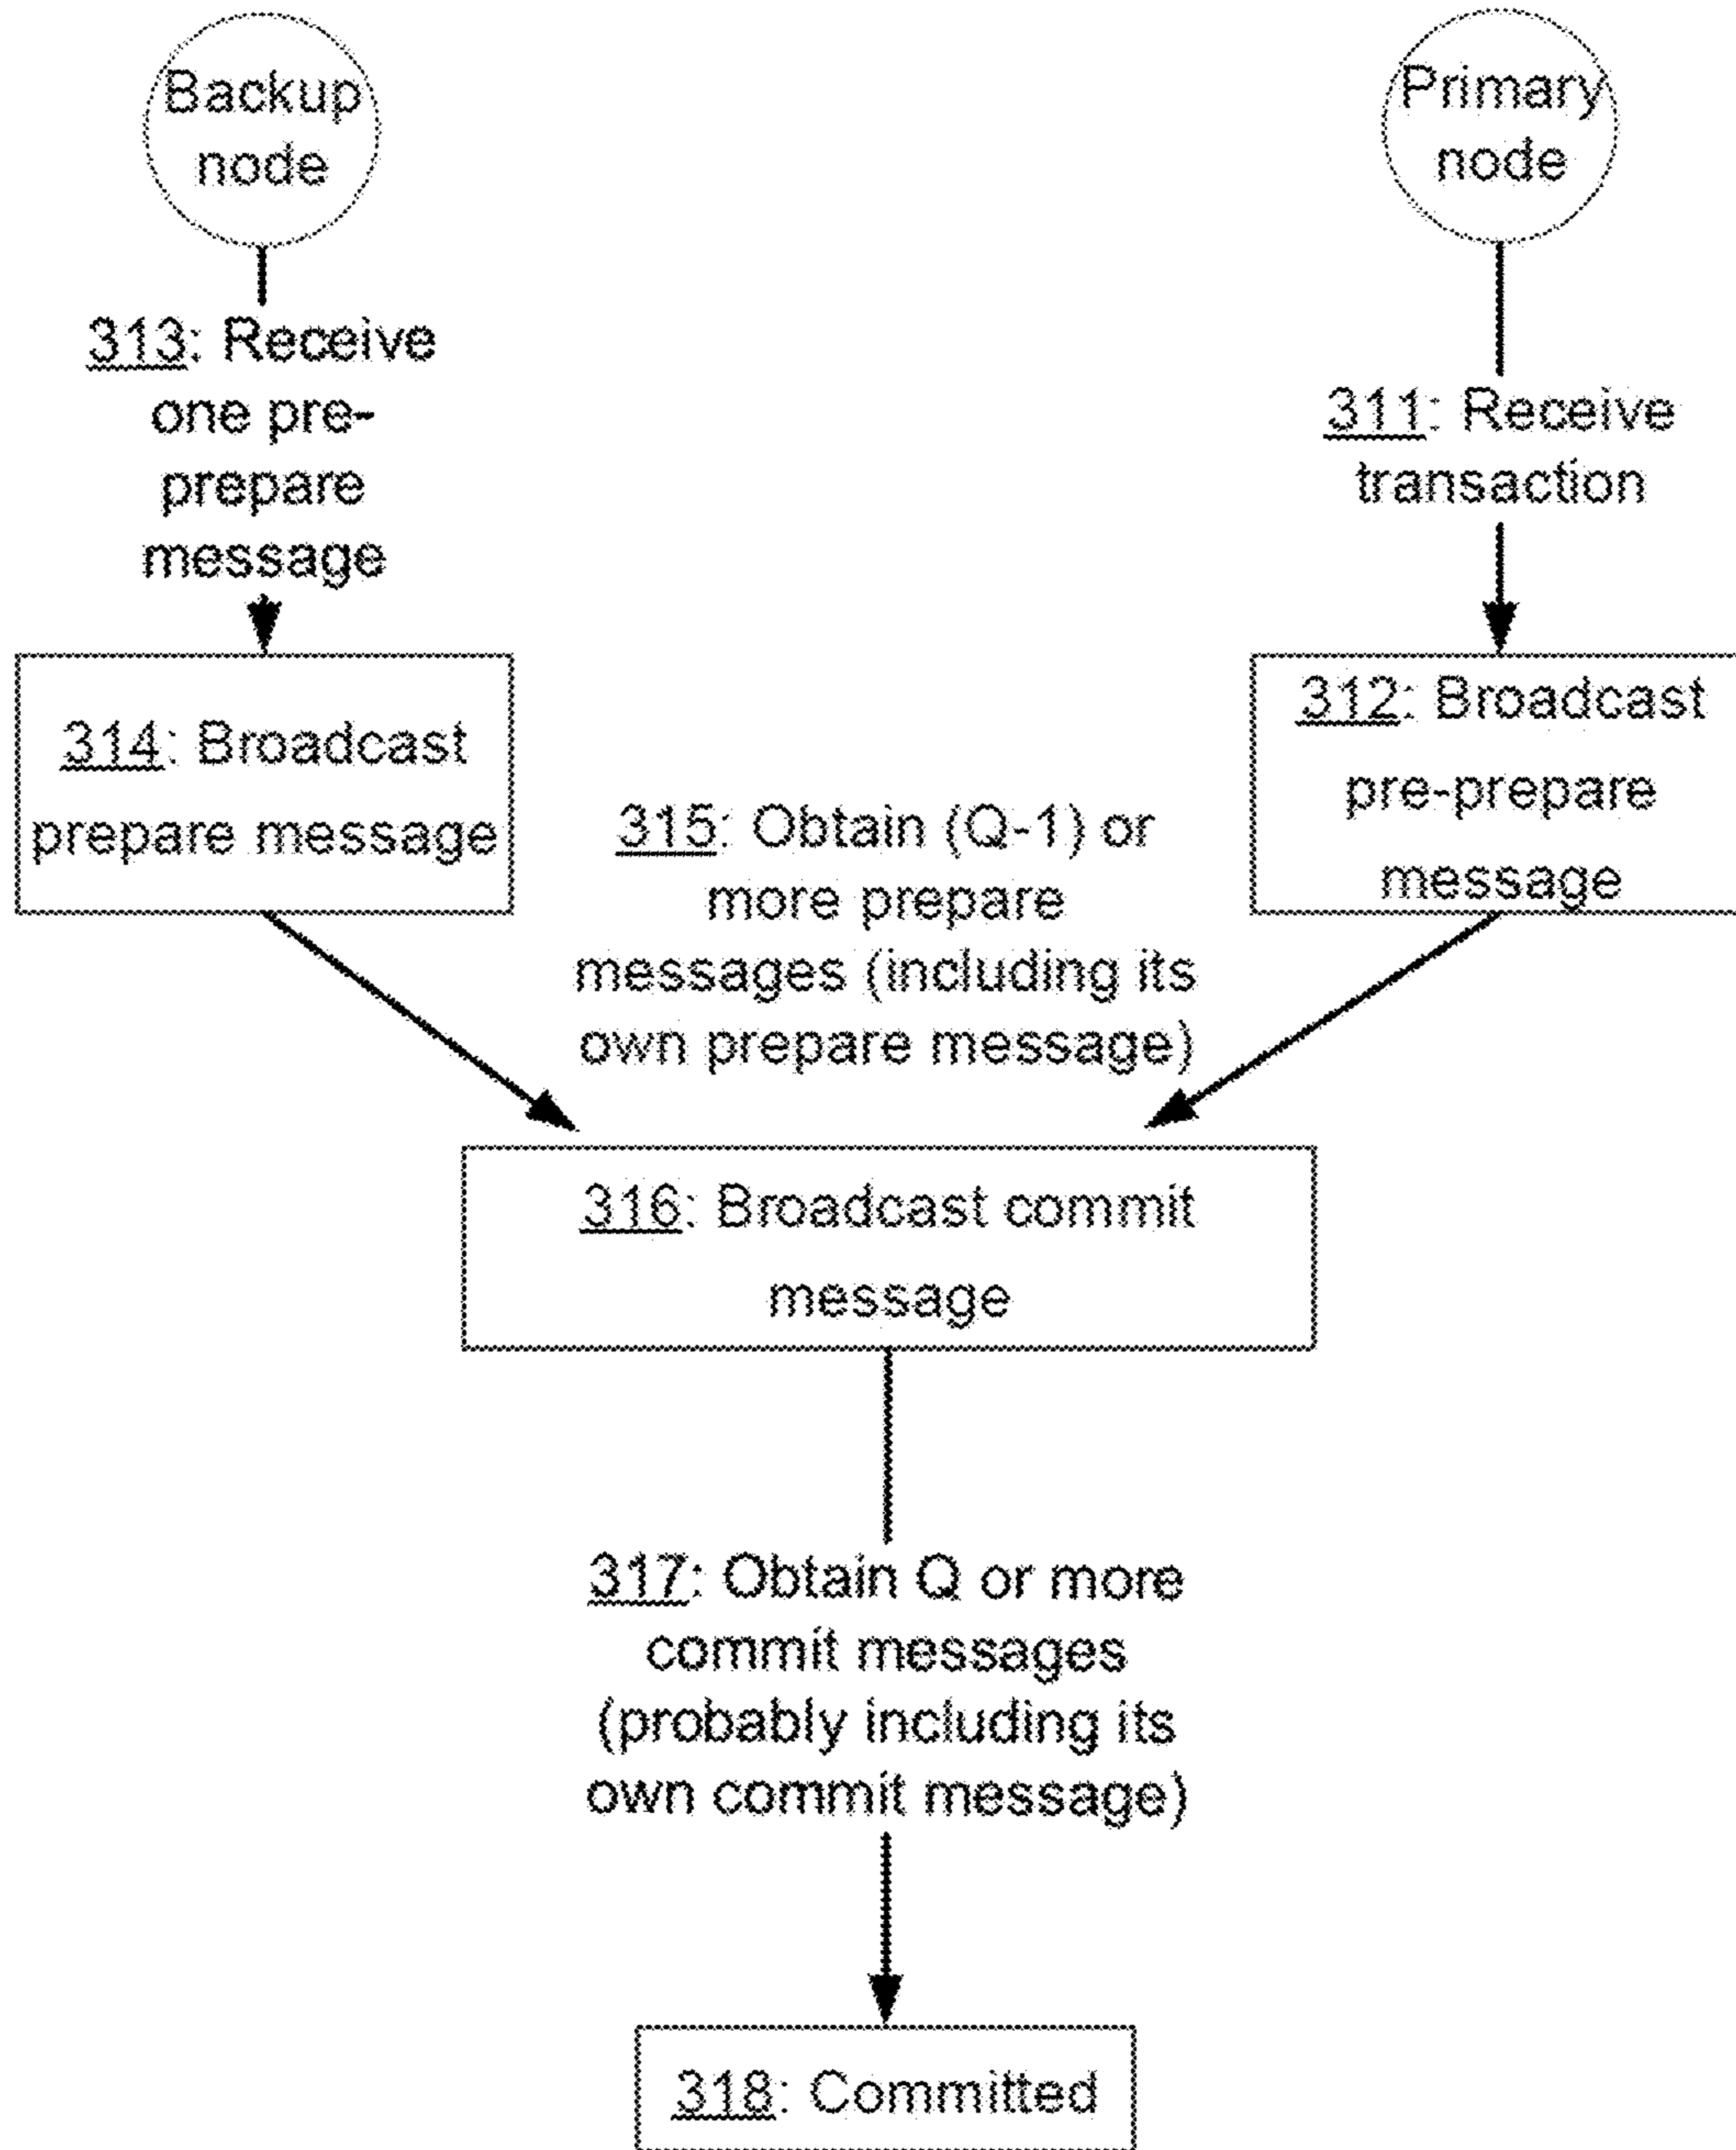 Backup
node
Primary
node
313: Receive
one pre-
prepare
message
311: Receive
transaction
314: Broadcast
prepare message
312: Broadcast
pre-prepare
message
315: Obtain (Q-1) or
more prepare
messages (including its
own prepare message)
316: Broadcast commit
message
317: Obtain Q or more
commit messages
(probably including its
own commit message)
318: Committed